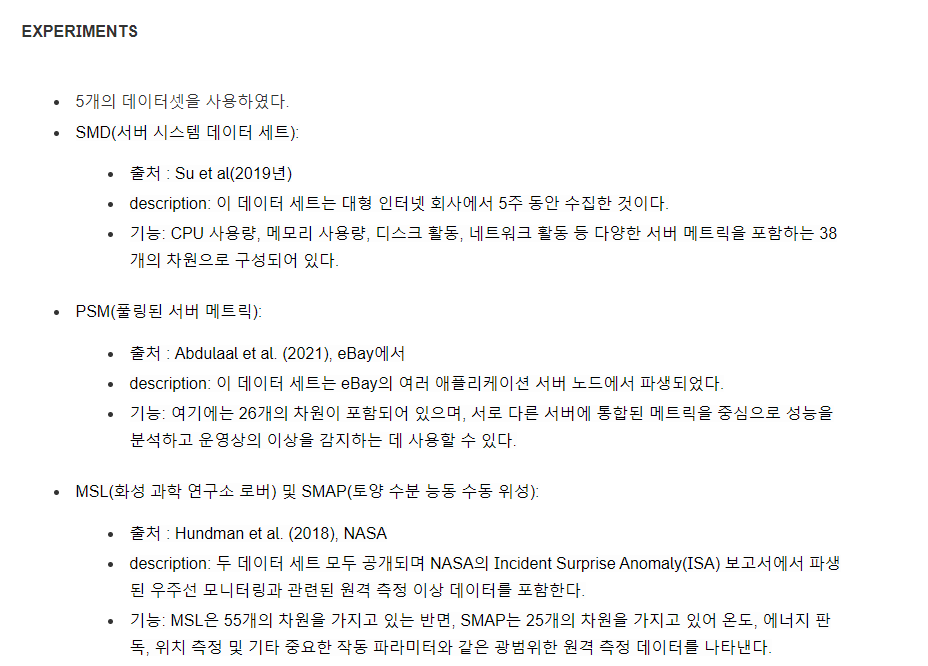 EXPERIMENTS
5개의 데이터셋을 사용하였다.
SMD(서버 시스템 데이터 세트):
출처 : Su et al(2019년)
description: 이 데이터 세트는 대형 인터넷 회사에서 5주 동안 수집한 것이다.
기능: CPU 사용량, 메모리 사용량, 디스크 활동, 네트워크 활동 등 다양한 서버 메트릭을 포함하는 38
개의 차원으로 구성되어 있다.
PSM(풀링된 서버 메트릭):
출처 : Abdulaal et al. (2021), eBay에서
description: 이 데이터 세트는 eBay의 여러 애플리케이션 서버 노드에서 파생되었다.
기능: 여기에는 26개의 차원이 포함되어 있으며, 서로 다른 서버에 통합된 메트릭을 중심으로 성능을
분석하고 운영상의 이상을 감지하는 데 사용할 수 있다.
MSL(화성 과학 연구소 로버) 및 SMAP(토양 수분 능동 수동 위성):
출처 : Hundman et al. (2018), NASA
description: 두 데이터 세트 모두 공개되며 NASA의 Incident Surprise Anomaly(ISA) 보고서에서 파생
된 우주선 모니터링과 관련된 원격 측정 이상 데이터를 포함한다.
기능: MSL은 55개의 차원을 가지고 있는 반면, SMAP는 25개의 차원을 가지고 있어 온도, 에너지 판
독, 위치 측정 및 기타 중요한 작동 파라미터와 같은 광범위한 원격 측정 데이터를 나타낸다.